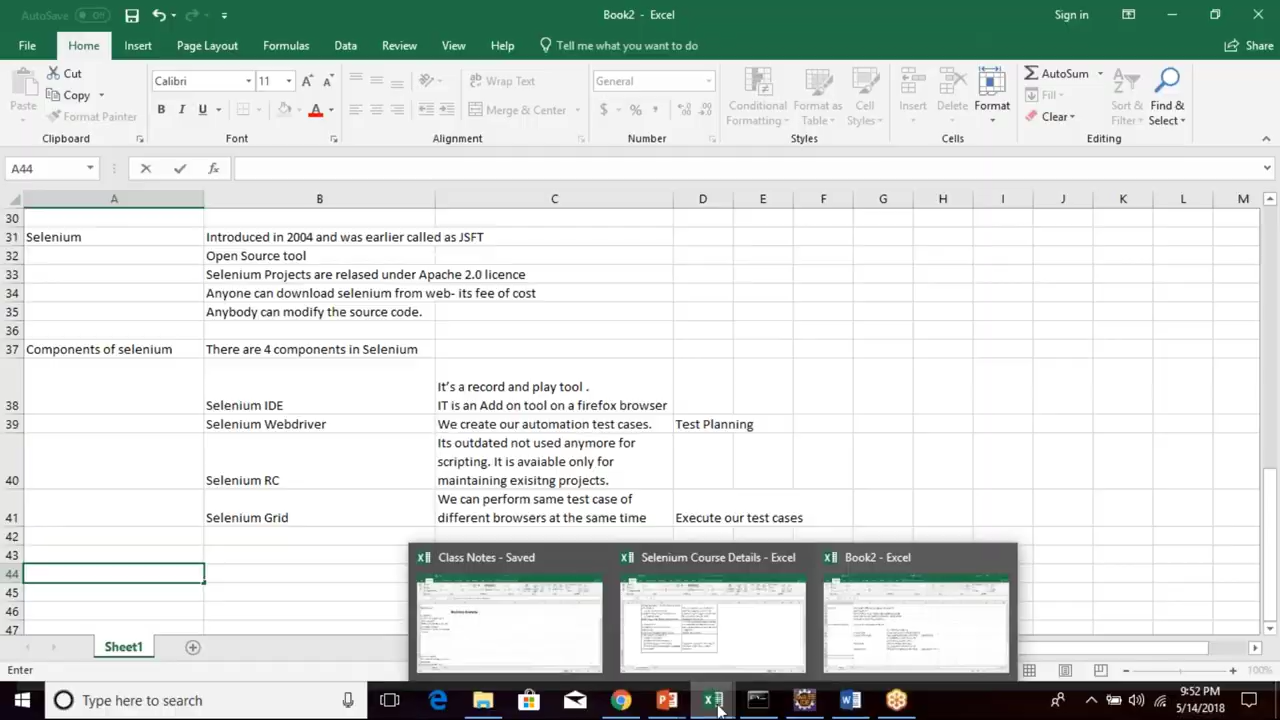 AutoSave Off Book2 - Excel Sign in
File Home Insert Page Layout Formulas Data Review View Help Tell me what you want to do Share
Paste Cut Copy Format Painter
Calibri 11
B I U A
Wrap Text
Merge & Center
General
$ % ,
Conditional Formatting
Format as Table
Cell Styles
Insert Delete Format
AutoSum
Fill
Clear
Sort & Filter
Find & Select
Clipboard Font Alignment Number Styles Cells Editing
A44 fx
A B C D E F G H I J K L M
30
31 Selenium Introduced in 2004 and was earlier called as JSFT
32 Open Source tool
33 Selenium Projects are relased under Apache 2.0 licence
34 Anyone can download selenium from web- its fee of cost
35 Anybody can modify the source code.
36
37 Components of selenium There are 4 components in Selenium
It's a record and play tool .
38 Selenium IDE IT is an Add on tool on a firefox browser
39 Selenium Webdriver We create our automation test cases. Test Planning
Its outdated not used anymore for
scripting. It is avaiable only for
40 Selenium RC maintaining exisitng projects.
We can perform same test case of
41 Selenium Grid different browsers at the same time Execute our test cases
42
43
44
45
46
47
Class Notes - Saved Selenium Course Details - Excel Book2 - Excel
Sheet1
Enter 100%
Type here to search
:52 PM
5/14/2018